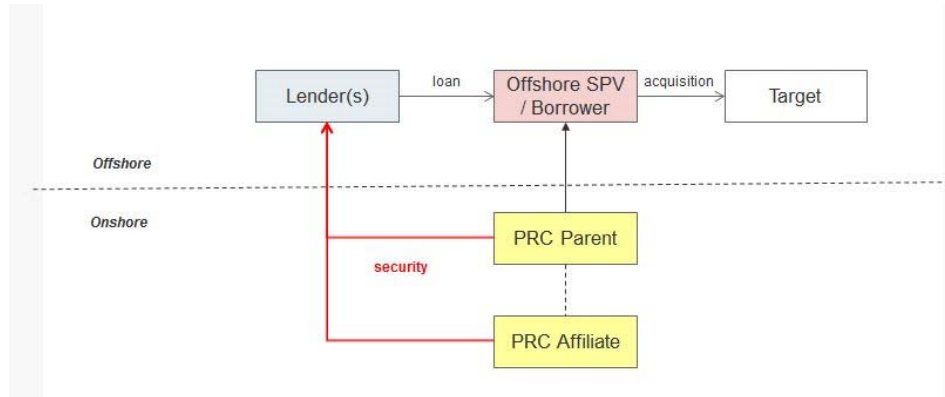 loan
acquisition
Lender(s)
Offshore SPV
/ Borrower
Target
Offshore
Onshore
PRC Parent
security
PRC Affiliate